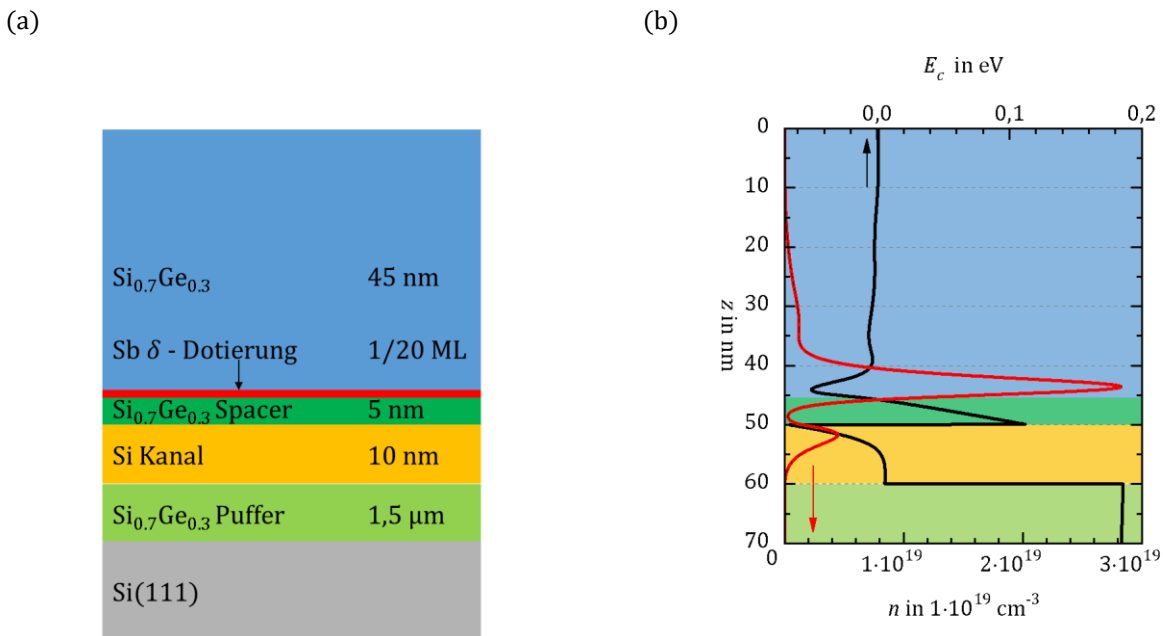 (a)
(b)
Si0.7Ge0.3 45 nm
Sb δ - Dotierung 1/20 ML
Si0.7Ge0.3 Spacer 5 nm
Si Kanal 10 nm
Si0.7Ge0.3 Puffer 1,5 μm
Si(111)
Ec in eV
0,0 0,1 0,2
0
10
20
30
40
50
60
70
z in nm
0 1·10^19 2·10^19 3·10^19
n in 1·10^19 cm^-3